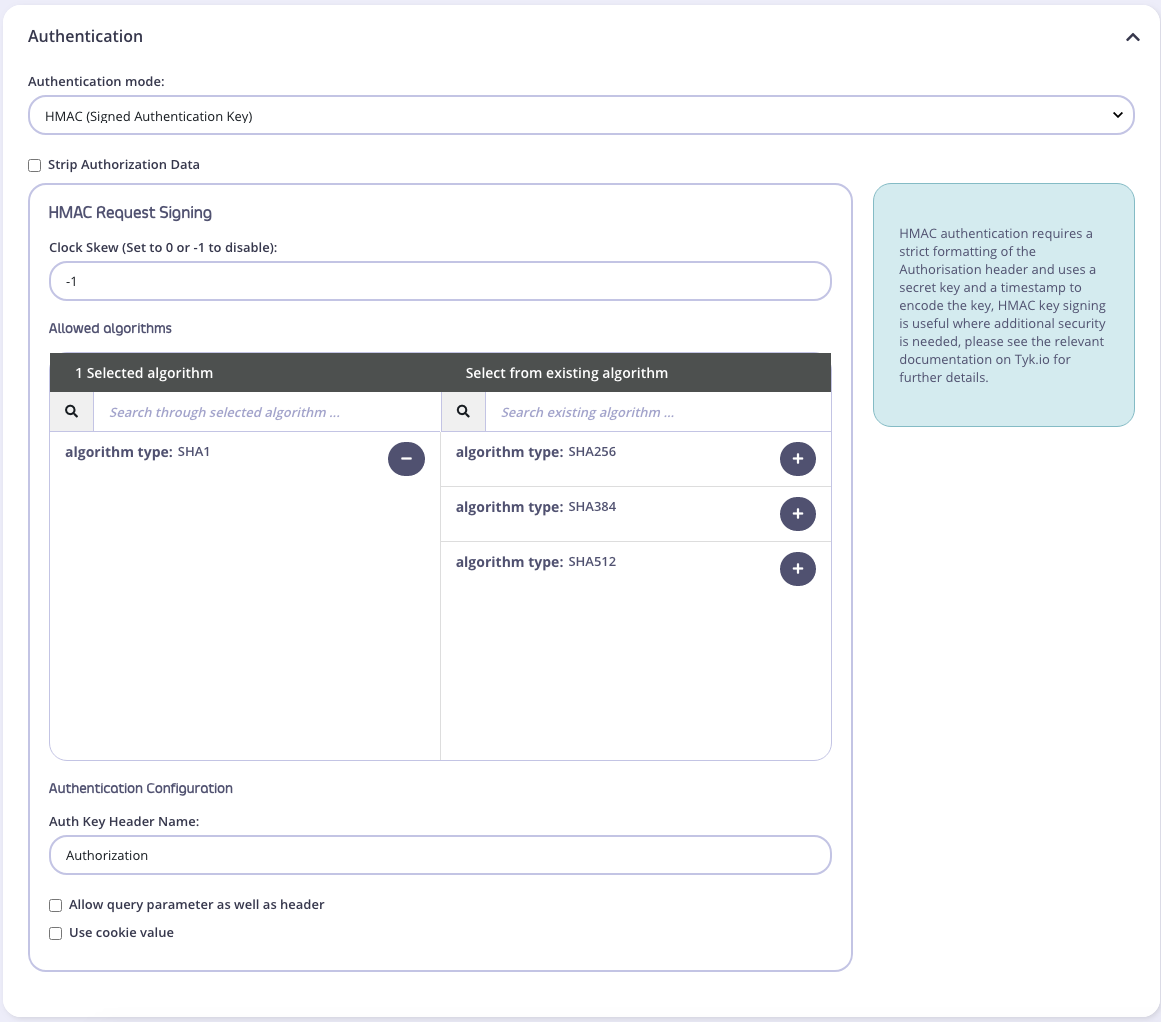 Authentication
Authentication mode:
HMAC (Signed Authentication Key)
Strip Authorization Data
HMAC Request Signing
Clock Skew (Set to 0 or -1 to disable):
-1
Allowed algorithms
1 Selected algorithm
Select from existing algorithm
Search through selected algorithm ...
Search existing algorithm ...
algorithm type: SHA1
algorithm type: SHA256
algorithm type: SHA384
algorithm type: SHA512
Authentication Configuration
Auth Key Header Name:
Authorization
Allow query parameter as well as header
Use cookie value
HMAC authentication requires a
strict formatting of the
Authorisation header and uses a
secret key and a timestamp to
encode the key, HMAC key signing
is useful where additional security
is needed, please see the relevant
documentation on Tyk.io for
further details.